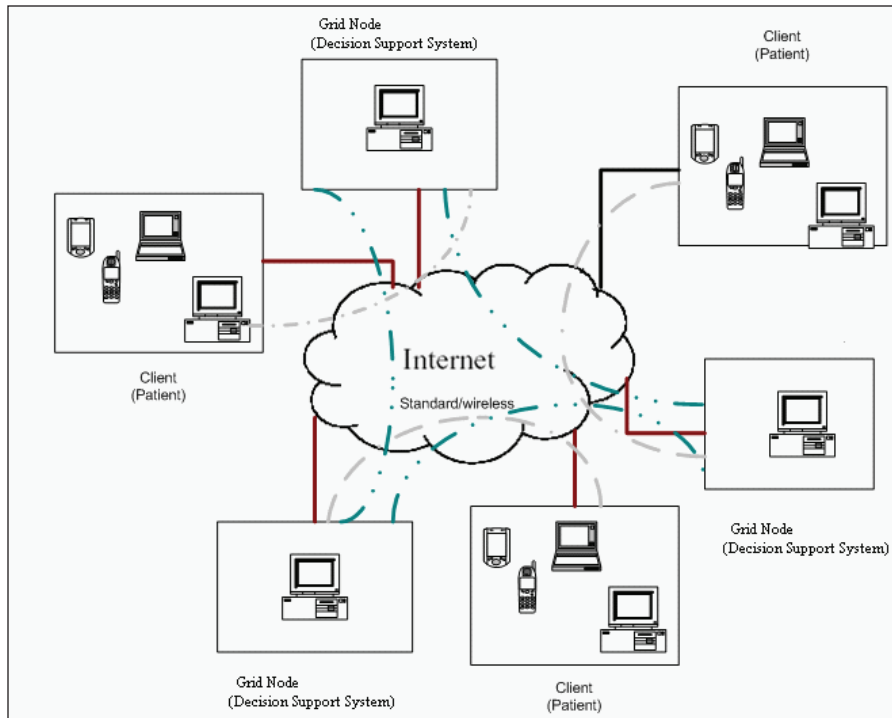 Grid Node
(Decision Support System)
Client
(Patient)
Client
(Patient)
Internet
Standard/wireless
Grid Node
(Decision Support System)
Grid Node
(Decision Support System)
Client
(Patient)